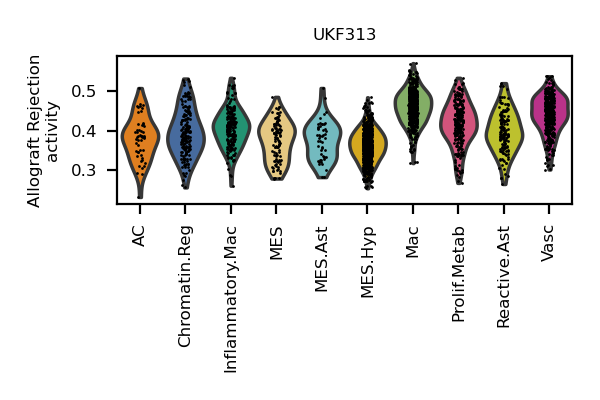 UKF313
Allograft Rejection
activity
0.5
0.4
0.3
AC
Chromatin.Reg
Inflammatory.Mac
MES
MES.Ast
MES.Hyp
Mac
Prolif.Metab
Reactive.Ast
Vasc